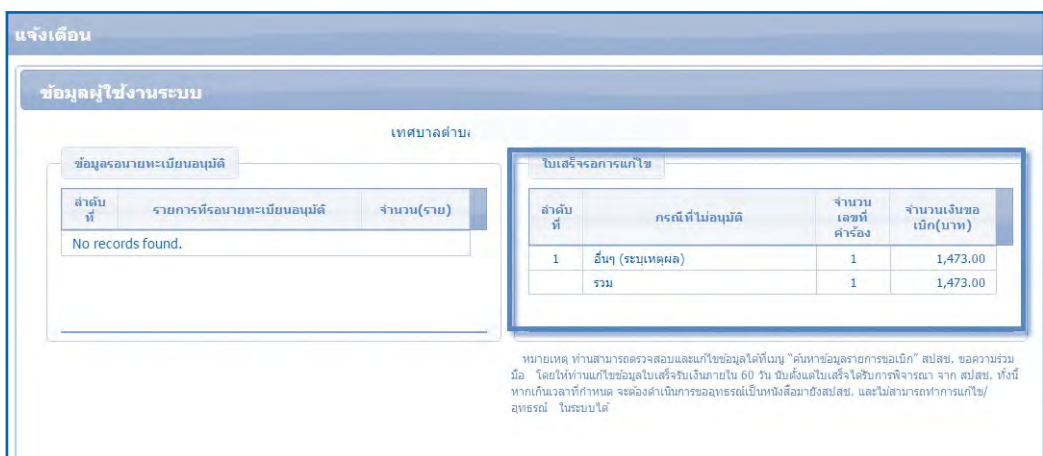 แจ้งเตือน
ข้อมูลผู้ใช้งานระบบ
เทศบาลตำบล
ข้อมูลรอนายทะเบียนอนุมัติ
ลำดับที่ รายการที่รอนายทะเบียนอนุมัติ จำนวน(ราย)
No records found.
ใบเสร็จรอการแก้ไข
ลำดับที่ กรณีที่ไม่อนุมัติ จำนวนเลขที่คำร้อง จำนวนเงินขอเบิก(บาท)
1 อื่นๆ (ระบุเหตุผล) 1 1,473.00
รวม 1 1,473.00
หมายเหตุ ท่านสามารถตรวจสอบและแก้ไขข้อมูลได้ที่เมนู "ค้นหาข้อมูลรายการขอเบิก" สปสช. ขอความร่วม
มือ โดยให้ท่านแก้ไขข้อมูลใบเสร็จรับเงินภายใน 60 วัน นับตั้งแต่ใบเสร็จได้รับการพิจารณา จาก สปสช. ทั้งนี้
หากเกินเวลาที่กำหนด จะต้องดำเนินการขออุทธรณ์เป็นหนังสือมายังสปสช. และไม่สามารถทำการแก้ไข/
อุทธรณ์ ในระบบได้